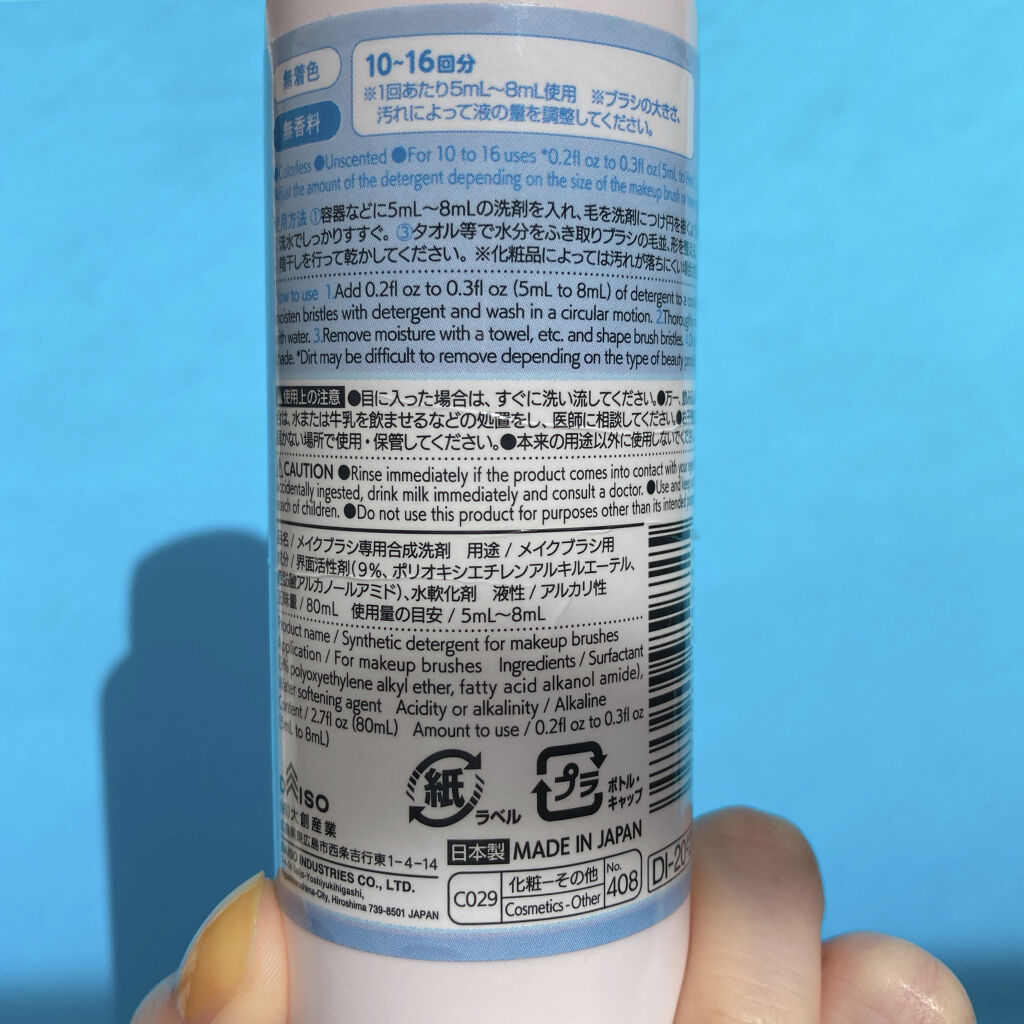 無着色
無香料
10~16回分
※1回あたり5mL～8mL使用 ※ブラシの大きさ、
汚れによって液の量を調整してください。
Colorless ●Unscented ●For 10 to 16 uses *0.2fl oz to 0.3fl oz (5mL to
the amount of the detergent depending on the size of the makeup brush or
用方法 ①容器などに5mL～8mLの洗剤を入れ、毛を洗剤につけ円を
流水でしっかりすすぐ。 ③タオル等で水分をふき取りブラシの毛並、形を
陰干しを行って乾かしてください。 ※化粧品によっては汚れが落ちにくい場合
How to use 1.Add 0.2fl oz to 0.3fl oz (5mL to 8mL) of detergent to a
moisten bristles with detergent and wash in a circular motion. 2.
with water. 3.Remove moisture with a towel, etc. and shape brush bristles.
*Dirt may be difficult to remove depending on the type of beauty
使用上の注意 ●目に入った場合は、すぐに洗い流してください。●万一、
は、水または牛乳を飲ませるなどの処置をし、医師に相談してください。●
届かない場所で使用・保管してください。●本来の用途以外に使用しないでくだ
CAUTION ●Rinse immediately if the product comes into contact with your
ingested, drink milk immediately and consult a doctor. ●Use and
of children. ●Do not use this product for purposes other than its intended
名 / メイクブラシ専用合成洗剤 用途 / メイクブラシ用
/ 界面活性剤(9%、ポリオキシエチレンアルキルエーテル、
アルカノールアミド)、水軟化剤 液性 / アルカリ性
量 / 80mL 使用量の目安 / 5mL～8mL
name / Synthetic detergent for makeup brushes
/ For makeup brushes Ingredients / Surfactant
polyoxyethylene alkyl ether, fatty acid alkanol amide),
softening agent Acidity or alkalinity / Alkaline
/ 2.7fl oz (80mL) Amount to use / 0.2fl oz to 0.3fl oz
to 8mL)
紙
ラベル
プラ
ボトル・
キャップ
DAISO
大創産業
広島市西条吉行東1-4-14
INDUSTRIES CO., LTD.
Hiroshima 739-8501 JAPAN
日本製 MADE IN JAPAN
C029
化粧ーその他
Cosmetics-Other
No.
408